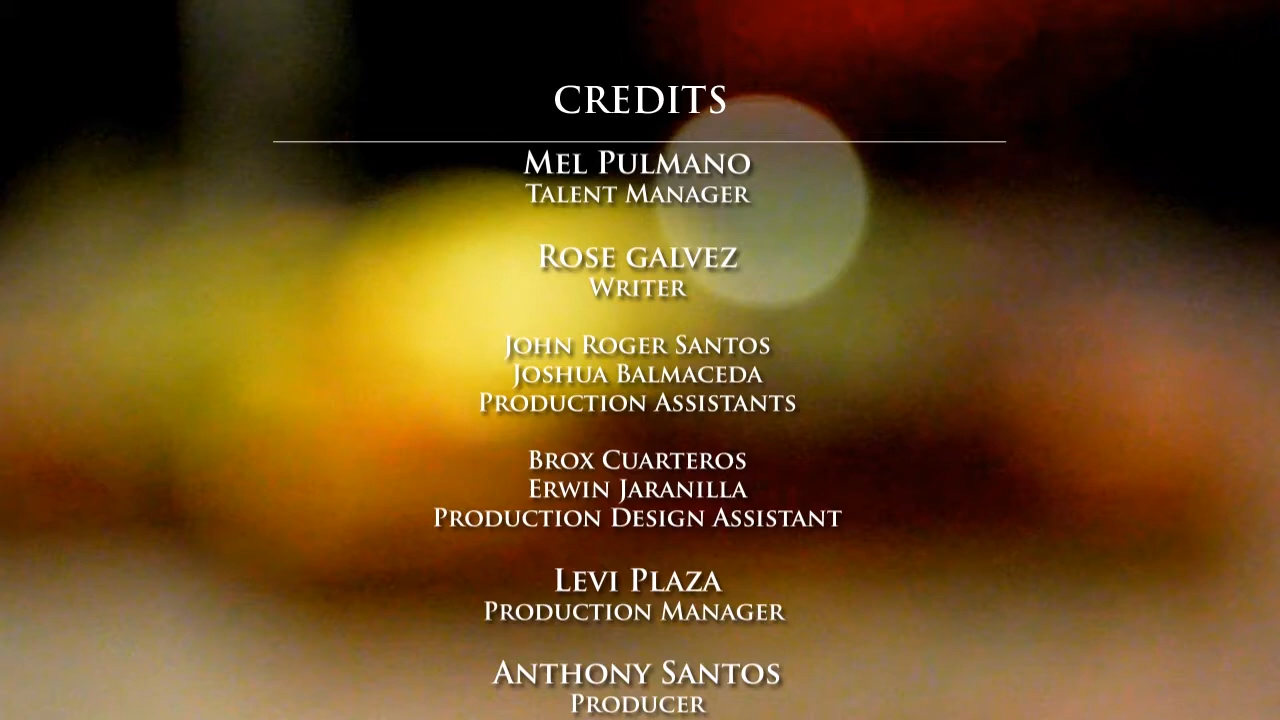 CREDITS
MEL PULMANO
TALENT MANAGER
ROSE GALVEZ
WRITER
JOHN ROGER SANTOS
JOSHUA BALMACEDA
PRODUCTION ASSISTANTS
BROX CUARTEROS
ERWIN JARANILLA
PRODUCTION DESIGN ASSISTANT
LEVI PLAZA
PRODUCTION MANAGER
ANTHONY SANTOS
PRODUCER